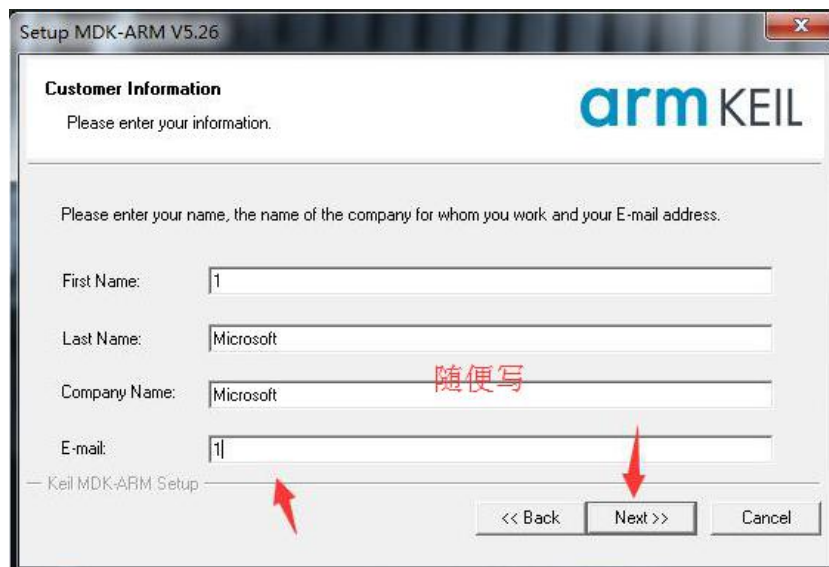 Setup MDK-ARM V5.26
Customer Information
Please enter your information.
arm KEIL
Please enter your name, the name of the company for whom you work and your E-mail address.
First Name: 1
Last Name: Microsoft
随便写
Company Name: Microsoft
E-mail: 1
Keil MDK-ARM Setup
<< Back Next >> Cancel